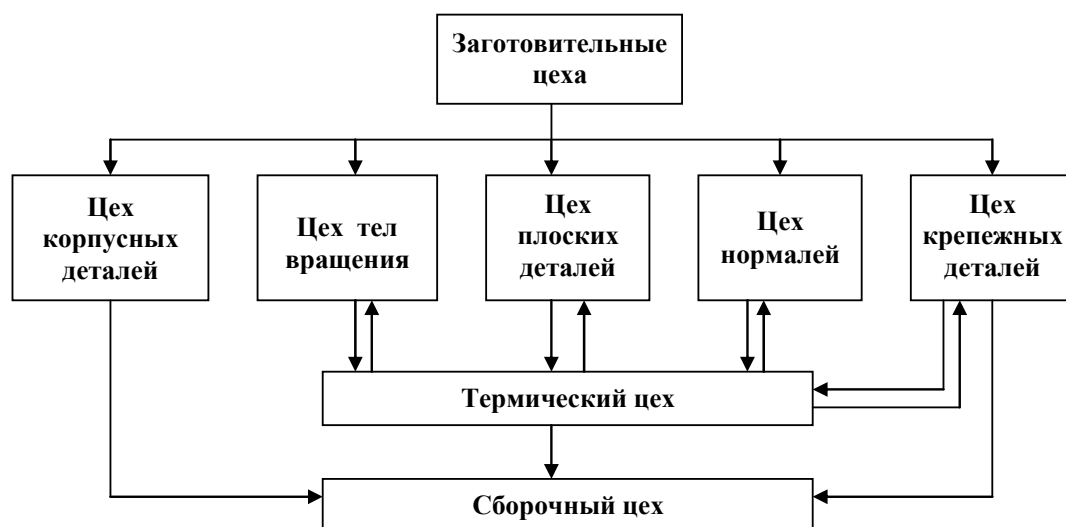 Заготовительные
цеха
Цех
корпусных
деталей
Цех тел
вращения
Цех
плоских
деталей
Цех
нормалей
Цех
крепежных
деталей
Термический цех
Сборочный цех